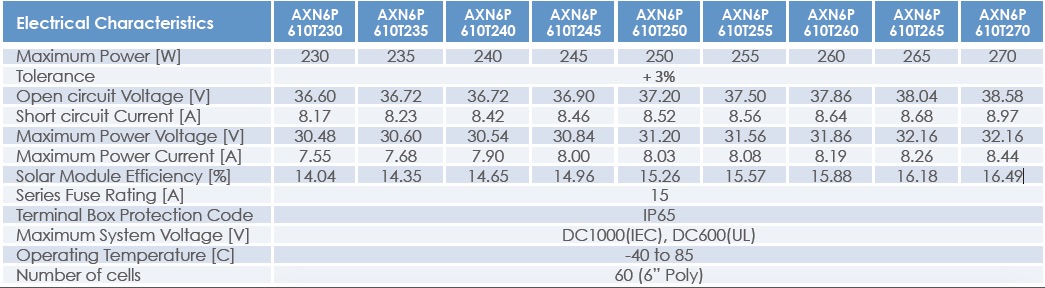 Electrical Characteristics AXN6P 610T230 AXN6P 610T235 AXN6P 610T240 AXN6P 610T245 AXN6P 610T250 AXN6P 610T255 AXN6P 610T260 AXN6P 610T265 AXN6P 610T270
Maximum Power [W] 230 235 240 245 250 255 260 265 270
Tolerance + 3%
Open circuit Voltage [V] 36.60 36.72 36.72 36.90 37.20 37.50 37.86 38.04 38.58
Short circuit Current [A] 8.17 8.23 8.42 8.46 8.52 8.56 8.64 8.68 8.97
Maximum Power Voltage [V] 30.48 30.60 30.54 30.84 31.20 31.56 31.86 32.16 32.16
Maximum Power Current [A] 7.55 7.68 7.90 8.00 8.03 8.08 8.19 8.26 8.44
Solar Module Efficiency [%] 14.04 14.35 14.65 14.96 15.26 15.57 15.88 16.18 16.49
Series Fuse Rating [A] 15
Terminal Box Protection Code IP65
Maximum System Voltage [V] DC1000(IEC), DC600(UL)
Operating Temperature [C] -40 to 85
Number of cells 60 (6” Poly)